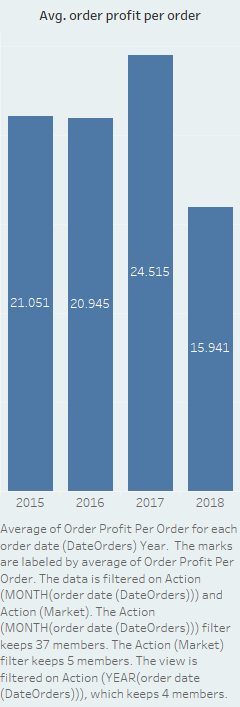 Avg. order profit per order
24.515
21.051
20.945
15.941
2015 2016 2017 2018
Average of Order Profit Per Order for each
order date (DateOrders) Year.  The marks
are labeled by average of Order Profit Per
Order. The data is filtered on Action
(MONTH(order date (DateOrders))) and
Action (Market). The Action
(MONTH(order date (DateOrders))) filter
keeps 37 members. The Action (Market)
filter keeps 5 members. The view is
filtered on Action (YEAR(order date
(DateOrders))), which keeps 4 members.